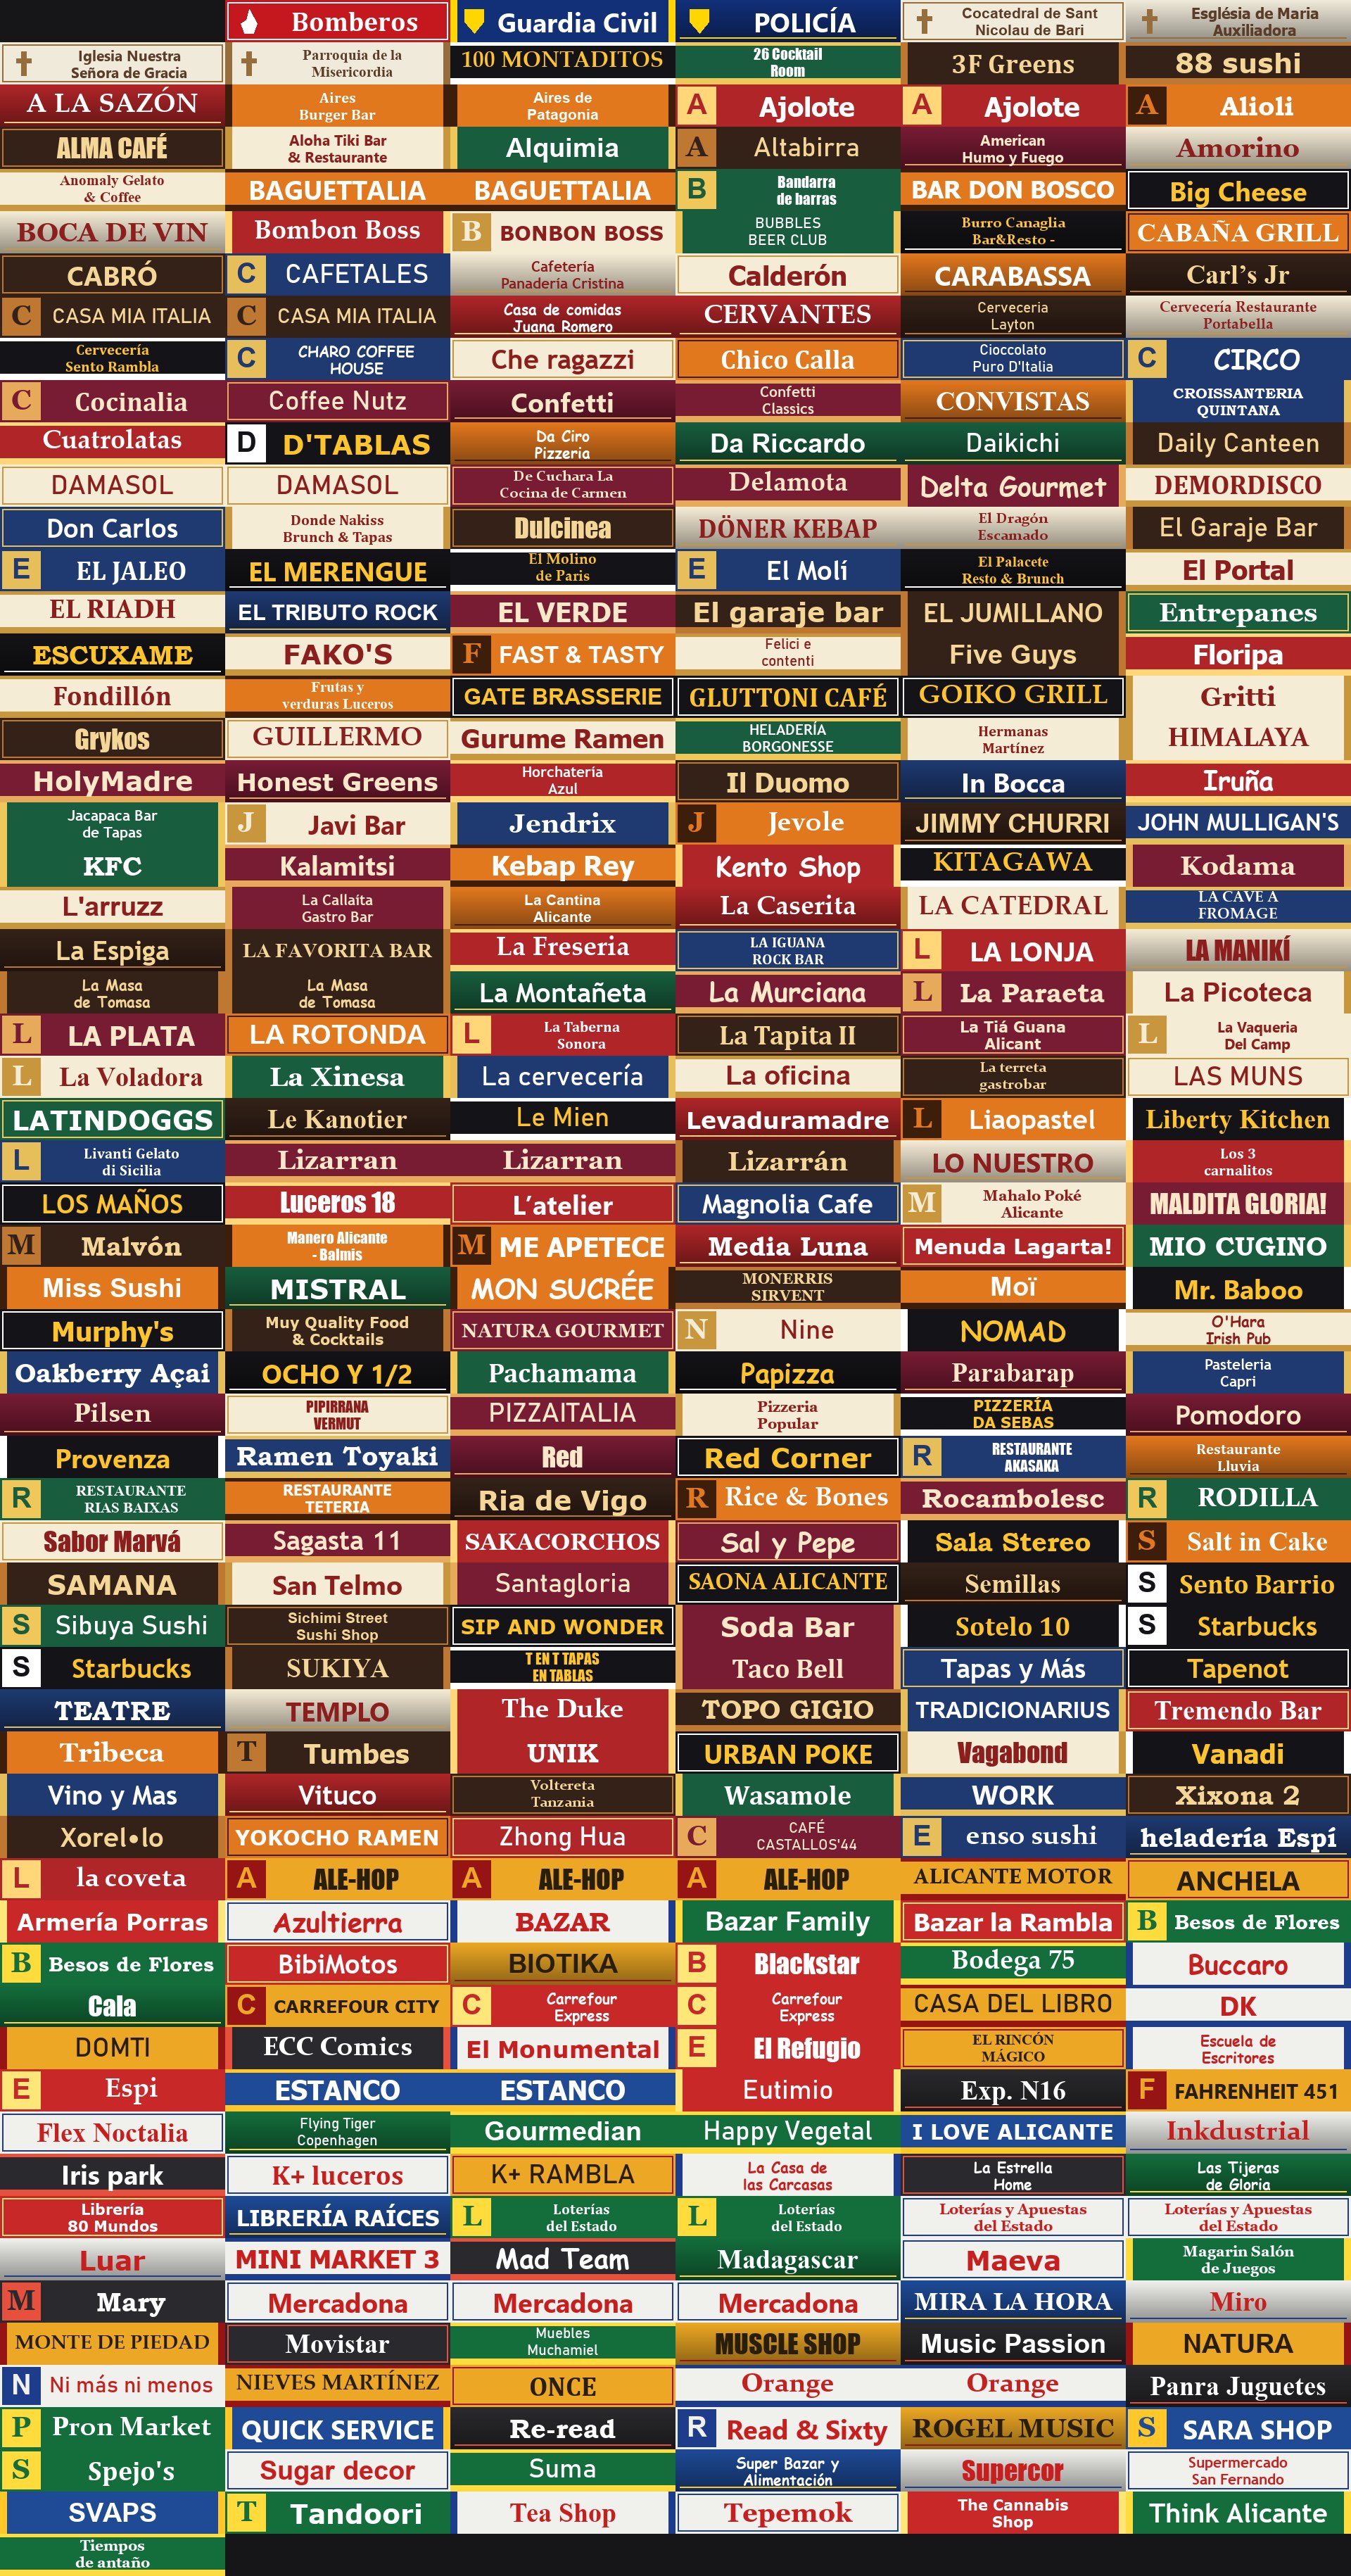 Bomberos
Guardia Civil
POLICÍA
Cocatedral de Sant
Nicolau de Bari
Església de Maria
Auxiliadora
Iglesia Nuestra
Señora de Gracia
Parroquia de la
Misericordia
100 MONTADITOS
26 Cocktail
Room
3F Greens
88 sushi
A LA SAZÓN
Aires
Burger Bar
Aires de
Patagonia
A Ajolote
A Ajolote
A Alioli
ALMA CAFÉ
Aloha Tiki Bar
& Restaurante
Alquimia
A Altabirra
American
Humo y Fuego
Amorino
Anomaly Gelato
& Coffee
BAGUETTALIA
BAGUETTALIA
B Bandarra
de barras
BAR DON BOSCO
Big Cheese
BOCA DE VIN
Bombon Boss
B BONBON BOSS
BUBBLES
BEER CLUB
Burro Canaglia
Bar&Resto -
CABAÑA GRILL
CABRÓ
C CAFETALES
Cafetería
Panadería Cristina
Calderón
CARABASSA
Carl's Jr
C CASA MIA ITALIA
C CASA MIA ITALIA
Casa de comidas
Juana Romero
CERVANTES
Cerveceria
Layton
Cervecería Restaurante
Portabella
Cervecería
Sento Rambla
C CHARO COFFEE
HOUSE
Che ragazzi
Chico Calla
Cioccolato
Puro D'Italia
C CIRCO
C Cocinalia
Coffee Nutz
Confetti
Confetti
Classics
CONVISTAS
CROISSANTERIA
QUINTANA
Cuatrolatas
D D'TABLAS
Da Ciro
Pizzeria
Da Riccardo
Daikichi
Daily Canteen
DAMASOL
DAMASOL
De Cuchara La
Cocina de Carmen
Delamota
Delta Gourmet
DEMORDISCO
Don Carlos
Donde Nakiss
Brunch & Tapas
Dulcinea
DÖNER KEBAP
El Dragón
Escamado
El Garaje Bar
E EL JALEO
EL MERENGUE
El Molino
de Paris
E El Molí
El Palacete
Resto & Brunch
El Portal
EL RIADH
EL TRIBUTO ROCK
EL VERDE
El garaje bar
EL JUMILLANO
Entrepanes
ESCUXAME
FAKO'S
F FAST & TASTY
Felici e
contenti
Five Guys
Floripa
Fondillón
Frutas y
verduras Luceros
GATE BRASSERIE
GLUTTONI CAFÉ
GOIKO GRILL
Gritti
Grykos
GUILLERMO
Gurume Ramen
HELADERÍA
BORGONESSE
Hermanas
Martínez
HIMALAYA
HolyMadre
Honest Greens
Horchatería
Azul
Il Duomo
In Bocca
Iruña
Jacapaca Bar
de Tapas
J Javi Bar
Jendrix
J Jevole
JIMMY CHURRI
JOHN MULLIGAN'S
KFC
Kalamitsi
Kebap Rey
Kento Shop
KITAGAWA
Kodama
L'arruzz
La Callaíta
Gastro Bar
La Cantina
Alicante
La Caserita
LA CATEDRAL
LA CAVE A
FROMAGE
La Espiga
LA FAVORITA BAR
La Freseria
LA IGUANA
ROCK BAR
L LA LONJA
LA MANIKÍ
La Masa
de Tomasa
La Masa
de Tomasa
La Montañeta
La Murciana
L La Paraeta
La Picoteca
L LA PLATA
LA ROTONDA
L La Taberna
Sonora
La Tapita II
La Tiá Guana
Alicant
L La Vaqueria
Del Camp
L La Voladora
La Xinesa
La cervecería
La oficina
La terreta
gastrobar
LAS MUNS
LATINDOGGS
Le Kanotier
Le Mien
Levaduramadre
L Liaopastel
Liberty Kitchen
L Livanti Gelato
di Sicilia
Lizarran
Lizarran
Lizarrán
LO NUESTRO
Los 3
carnalitos
LOS MAÑOS
Luceros 18
L'atelier
Magnolia Cafe
M Mahalo Poké
Alicante
MALDITA GLORIA!
M Malvón
Manero Alicante
- Balmis
M ME APETECE
Media Luna
Menuda Lagarta!
MIO CUGINO
Miss Sushi
MISTRAL
MON SUCRÉE
MONERRIS
SIRVENT
Moï
Mr. Baboo
Murphy's
Muy Quality Food
& Cocktails
NATURA GOURMET
N Nine
NOMAD
O'Hara
Irish Pub
Oakberry Açai
OCHO Y 1/2
Pachamama
Papizza
Parabarap
Pasteleria
Capri
Pilsen
PIPIRRANA
VERMUT
PIZZAITALIA
Pizzeria
Popular
PIZZERÍA
DA SEBAS
Pomodoro
Provenza
Ramen Toyaki
Red
Red Corner
R RESTAURANTE
AKASAKA
Restaurante
Lluvia
R RESTAURANTE
RIAS BAIXAS
RESTAURANTE
TETERIA
Ria de Vigo
R Rice & Bones
Rocambolesc
R RODILLA
Sabor Marvá
Sagasta 11
SAKACORCHOS
Sal y Pepe
Sala Stereo
S Salt in Cake
SAMANA
San Telmo
Santagloria
SAONA ALICANTE
Semillas
S Sento Barrio
S Sibuya Sushi
Sichimi Street
Sushi Shop
SIP AND WONDER
Soda Bar
Sotelo 10
S Starbucks
S Starbucks
SUKIYA
T EN T TAPAS
EN TABLAS
Taco Bell
Tapas y Más
Tapenot
TEATRE
TEMPLO
The Duke
TOPO GIGIO
TRADICIONARIUS
Tremendo Bar
Tribeca
T Tumbes
UNIK
URBAN POKE
Vagabond
Vanadi
Vino y Mas
Vituco
Voltereta
Tanzania
Wasamole
WORK
Xixona 2
Xorel•lo
YOKOCHO RAMEN
Zhong Hua
C CAFÉ
CASTALLOS'44
E enso sushi
heladería Espí
L la coveta
A ALE-HOP
A ALE-HOP
A ALE-HOP
ALICANTE MOTOR
ANCHELA
Armería Porras
Azultierra
BAZAR
Bazar Family
Bazar la Rambla
B Besos de Flores
B Besos de Flores
BibiMotos
BIOTIKA
B Blackstar
Bodega 75
Buccaro
Cala
C CARREFOUR CITY
C Carrefour
Express
C Carrefour
Express
CASA DEL LIBRO
DK
DOMTI
ECC Comics
El Monumental
E El Refugio
EL RINCÓN
MÁGICO
Escuela de
Escritores
E Espi
ESTANCO
ESTANCO
Eutimio
Exp. N16
F FAHRENHEIT 451
Flex Noctalia
Flying Tiger
Copenhagen
Gourmedian
Happy Vegetal
I LOVE ALICANTE
Inkdustrial
Iris park
K+ luceros
K+ RAMBLA
La Casa de
las Carcasas
La Estrella
Home
Las Tijeras
de Gloria
Librería
80 Mundos
LIBRERÍA RAÍCES
L Loterías
del Estado
L Loterías
del Estado
Loterías y Apuestas
del Estado
Loterías y Apuestas
del Estado
Luar
MINI MARKET 3
Mad Team
Madagascar
Maeva
Magarin Salón
de Juegos
M Mary
Mercadona
Mercadona
Mercadona
MIRA LA HORA
Miro
MONTE DE PIEDAD
Movistar
Muebles
Muchamiel
MUSCLE SHOP
Music Passion
NATURA
N Ni más ni menos
NIEVES MARTÍNEZ
ONCE
Orange
Orange
Panra Juguetes
P Pron Market
QUICK SERVICE
Re-read
R Read & Sixty
ROGEL MUSIC
S SARA SHOP
S Spejo's
Sugar decor
Suma
Super Bazar y
Alimentación
Supercor
Supermercado
San Fernando
SVAPS
T Tandoori
Tea Shop
Tepemok
The Cannabis
Shop
Think Alicante
Tiempos
de antaño